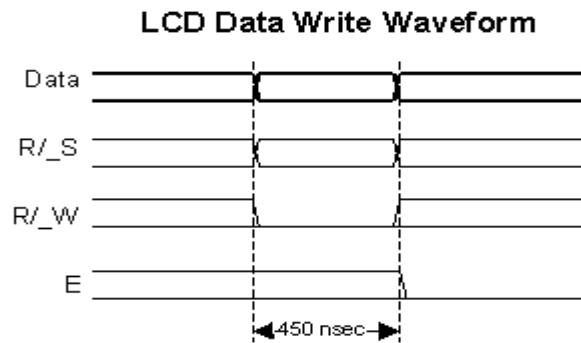 LCD Data Write Waveform
Data
R/_S
R/_W
E
450 nsec